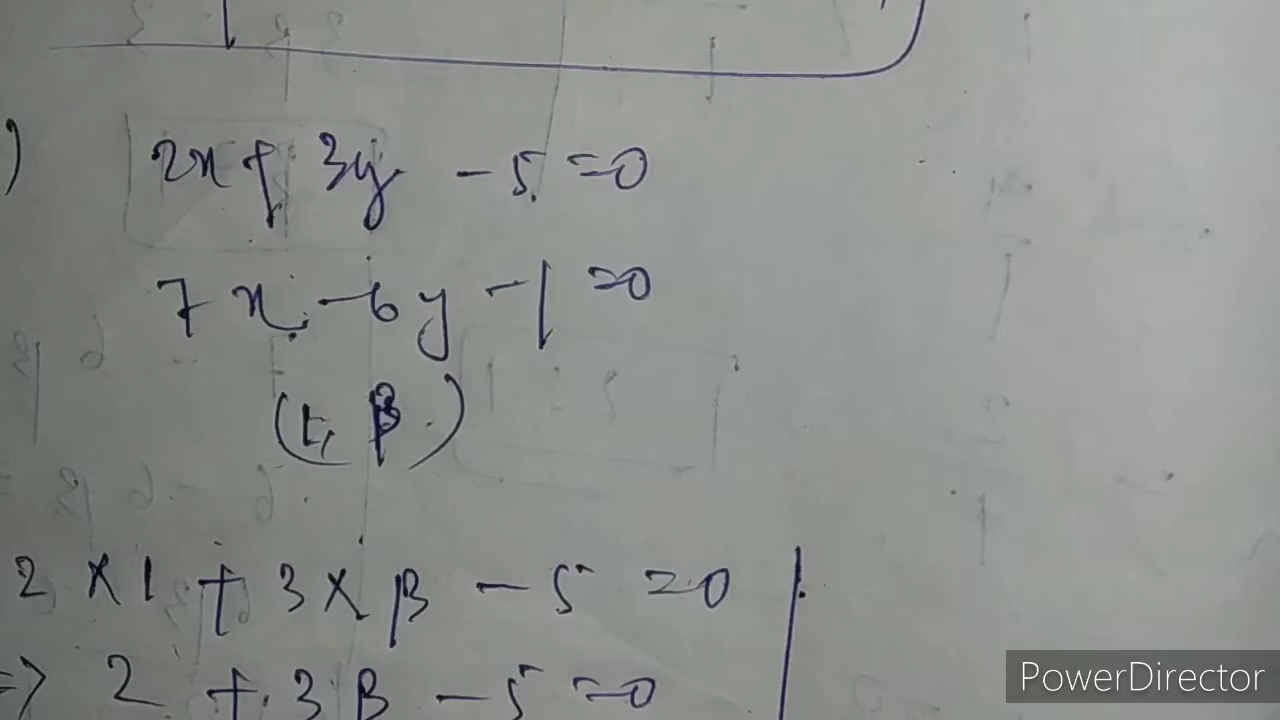 ) 2x + 3y - 5 = 0
7x - 6y - 1 = 0
(1, β)
2 × 1 + 3 × β - 5 = 0
=> 2 + 3β - 5 = 0
PowerDirector